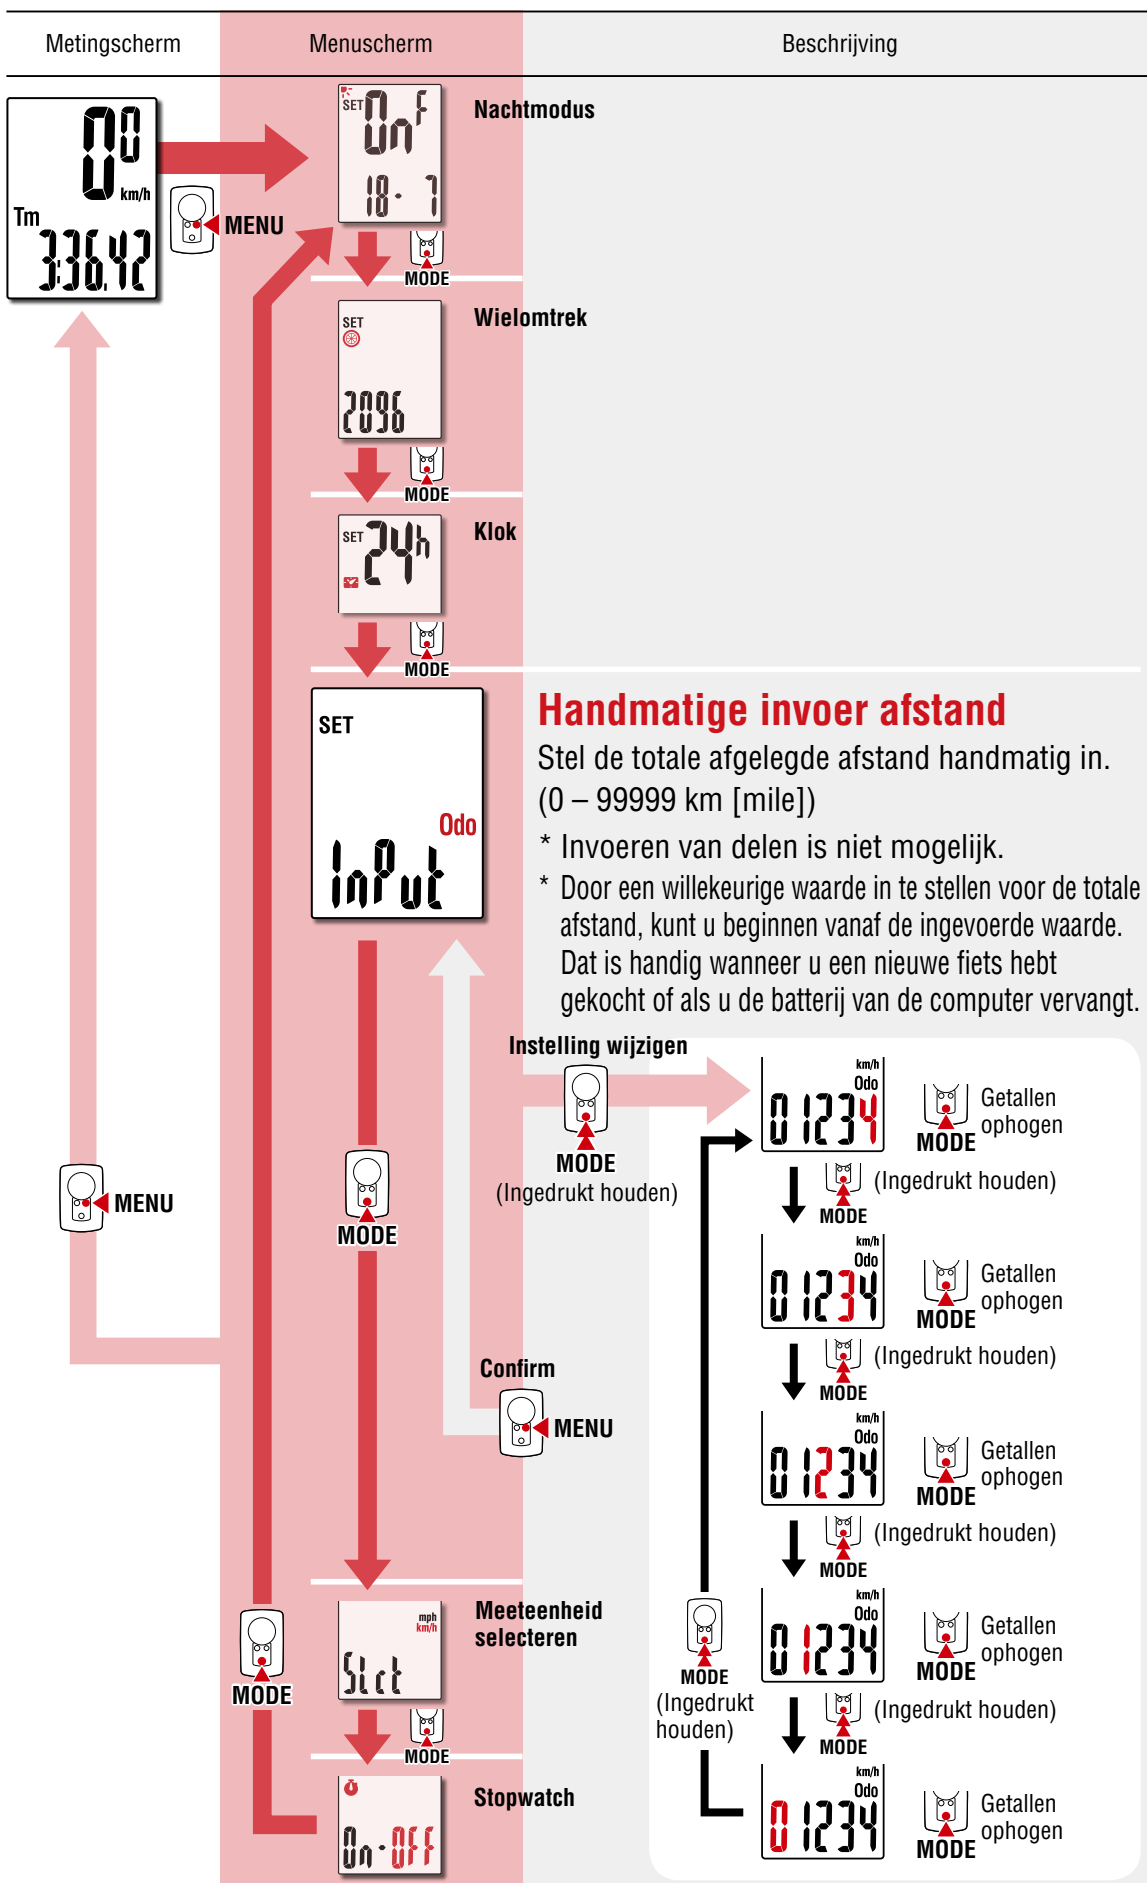 Metingscherm Menuscherm Beschrijving
00
km/h
Tm
3:36.42
MENU
SET
On F
18· 7
Nachtmodus
MODE
SET
2096
Wielomtrek
MODE
SET
24h
Klok
MODE
SET
Odo
InPut
Handmatige invoer afstand
Stel de totale afgelegde afstand handmatig in.
(0 – 99999 km [mile])
* Invoeren van delen is niet mogelijk.
* Door een willekeurige waarde in te stellen voor de totale
afstand, kunt u beginnen vanaf de ingevoerde waarde.
Dat is handig wanneer u een nieuwe fiets hebt
gekocht of als u de batterij van de computer vervangt.
Instelling wijzigen
MODE
(Ingedrukt houden)
km/h
Odo
01234
MODE
Getallen
ophogen
MODE
(Ingedrukt houden)
MENU
MODE
km/h
Odo
01234
MODE
Getallen
ophogen
MODE
(Ingedrukt houden)
Confirm
MENU
km/h
Odo
01234
MODE
Getallen
ophogen
MODE
(Ingedrukt houden)
MODE
mph
km/h
Slct
Meeteenheid
selecteren
MODE
km/h
Odo
01234
MODE
Getallen
ophogen
MODE
(Ingedrukt
houden)
MODE
(Ingedrukt houden)
On·OFF
Stopwatch
km/h
Odo
01234
MODE
Getallen
ophogen